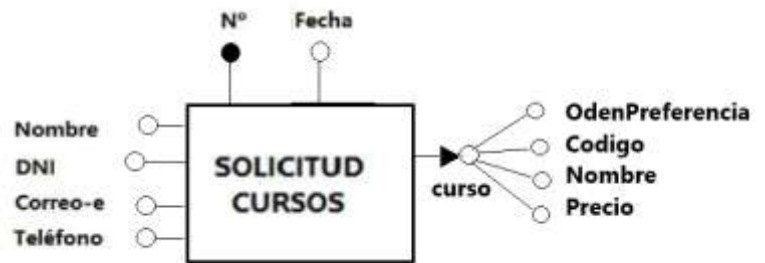 Nº
Fecha
Nombre
DNI
Correo-e
Teléfono
SOLICITUD
CURSOS
curso
OdenPreferencia
Codigo
Nombre
Precio